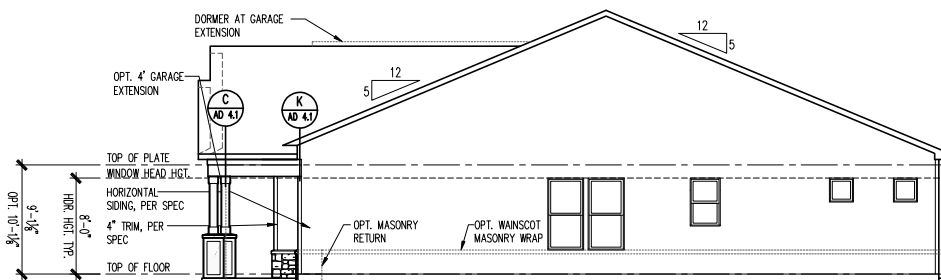 DORMER AT GARAGE
EXTENSION
12
5
OPT. 4' GARAGE
EXTENSION
12
5
C
AD 4.1
K
AD 4.1
TOP OF PLATE
WINDOW HEAD HGT.
HORIZONTAL
SIDING, PER SPEC
4" TRIM, PER
SPEC
TOP OF FLOOR
OPT. MASONRY
RETURN
OPT. WAINSCOT
MASONRY WRAP
8'-0"
HDR. HGT. TYP.
9'-1⅛"
OPT. 10'-1⅛"